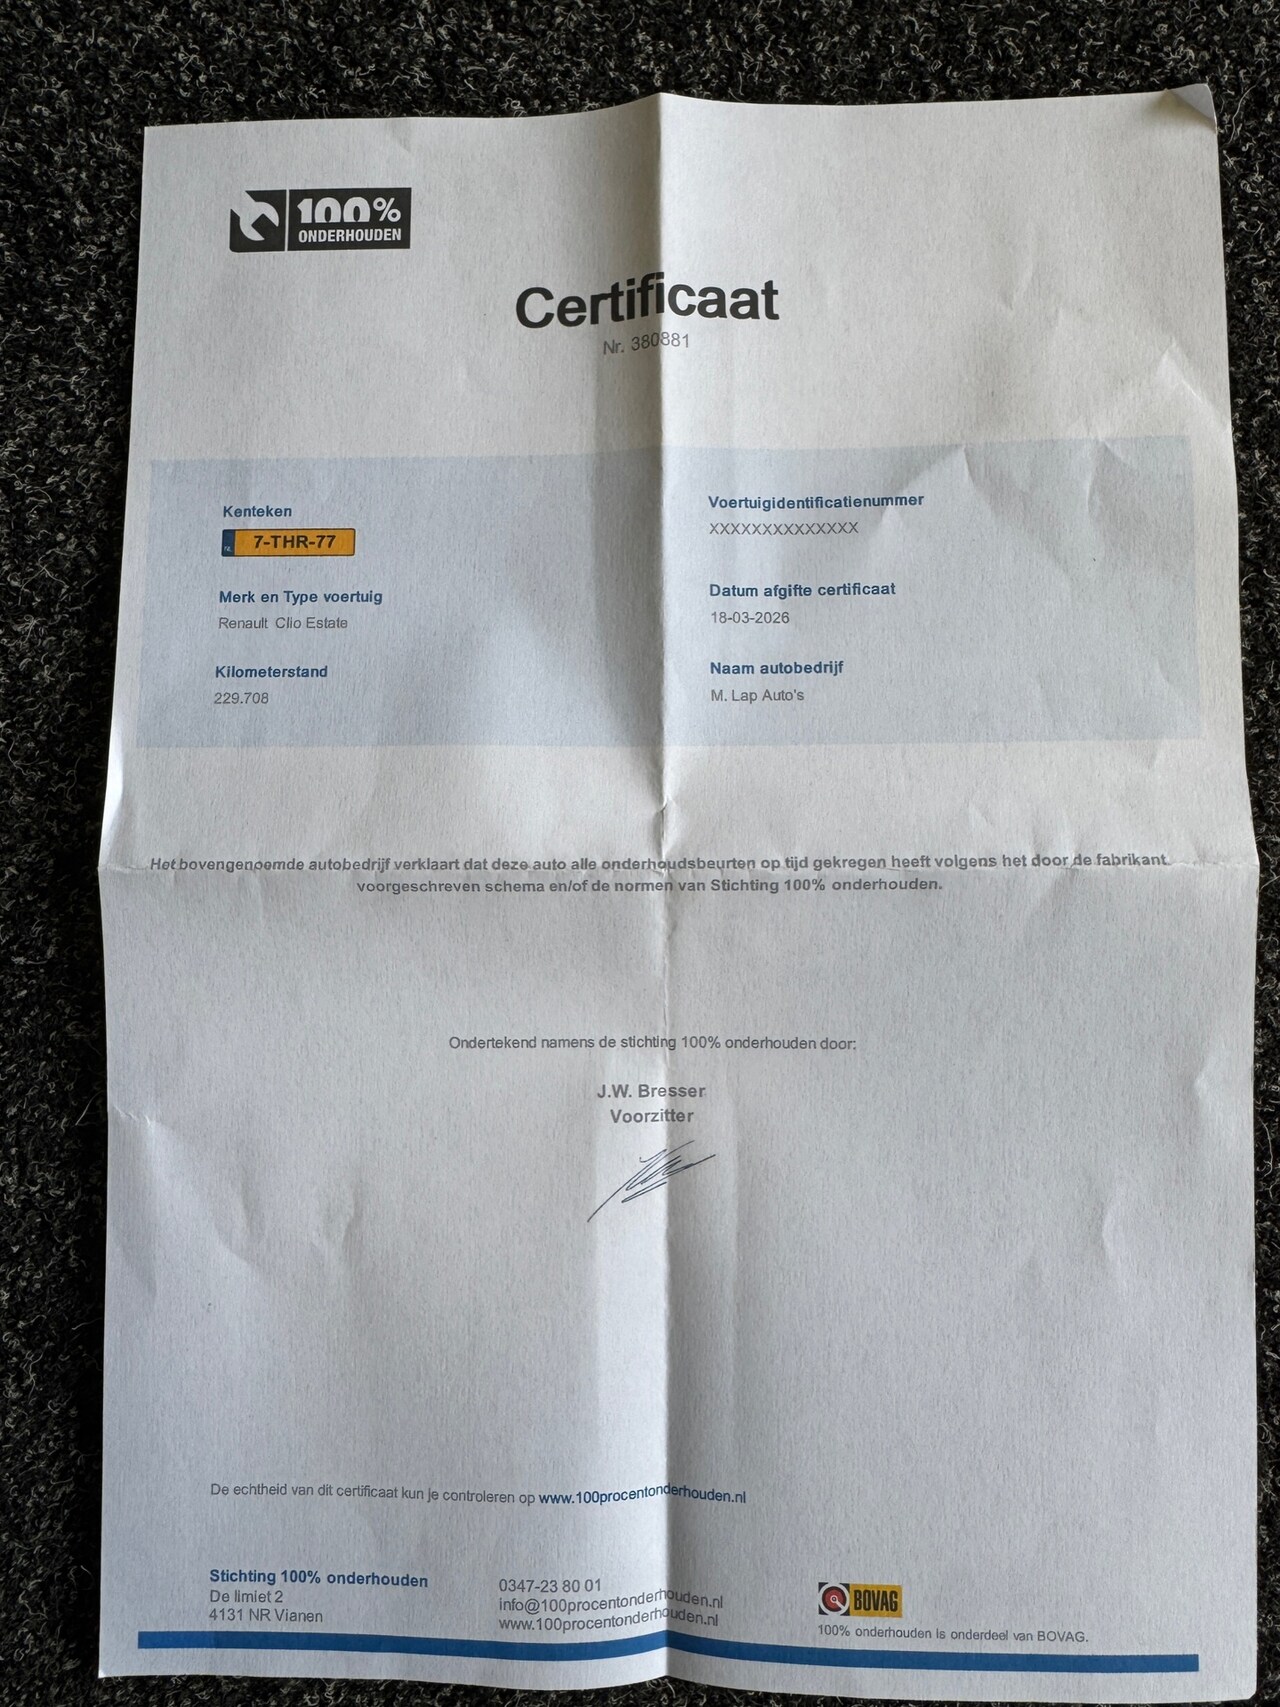 100%
ONDERHOUDEN
Certificaat
Nr. 380881
Kenteken
NL 7-THR-77
Merk en Type voertuig
Renault Clio Estate
Kilometerstand
229.708
Voertuigidentificatienummer
XXXXXXXXXXXXXX
Datum afgifte certificaat
18-03-2026
Naam autobedrijf
M. Lap Auto's
Het bovengenoemde autobedrijf verklaart dat deze auto alle onderhoudsbeurten op tijd gekregen heeft volgens het door de fabrikant
voorgeschreven schema en/of de normen van Stichting 100% onderhouden.
Ondertekend namens de stichting 100% onderhouden door:
J.W. Bresser
Voorzitter
De echtheid van dit certificaat kun je controleren op www.100procentonderhouden.nl
Stichting 100% onderhouden
De limiet 2
4131 NR Vianen
0347-23 80 01
info@100procentonderhouden.nl
www.100procentonderhouden.nl
BOVAG
100% onderhouden is onderdeel van BOVAG.